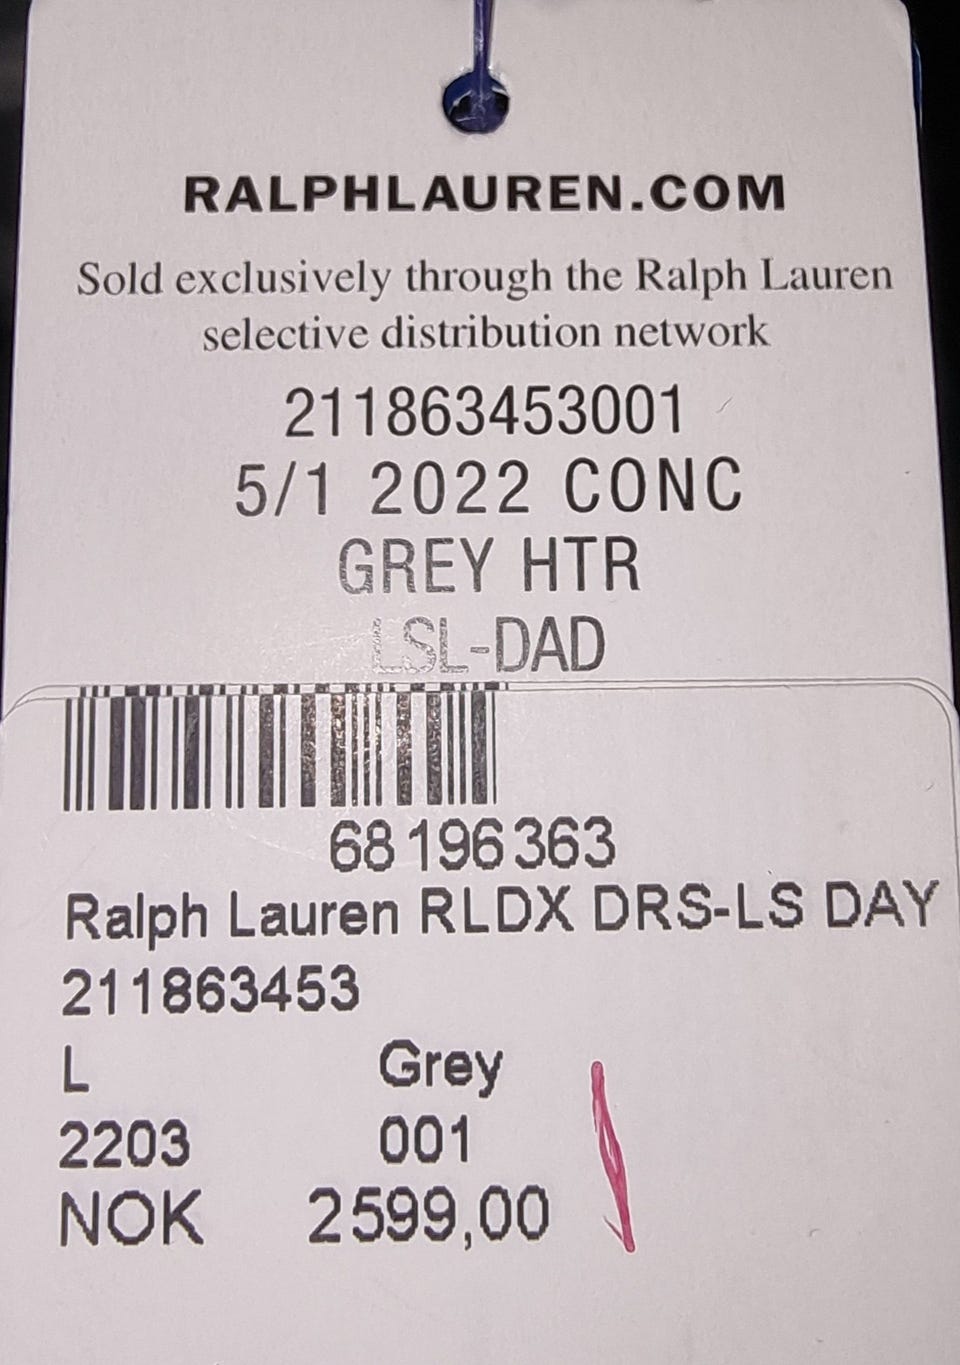 RALPHLAUREN.COM
Sold exclusively through the Ralph Lauren
selective distribution network
211863453001
5/1 2022 CONC
GREY HTR
LSL-DAD
68196363
Ralph Lauren RLDX DRS-LS DAY
211863453
L Grey
2203 001
NOK 2599,00